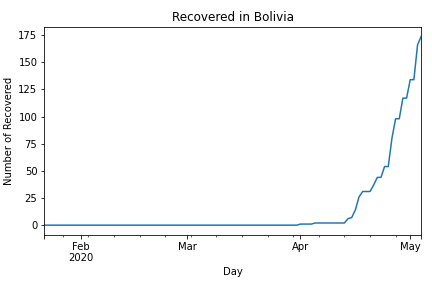 Recovered in Bolivia
Number of Recovered
175
150
125
100
75
50
25
0
Feb
2020
Mar
Apr
May
Day